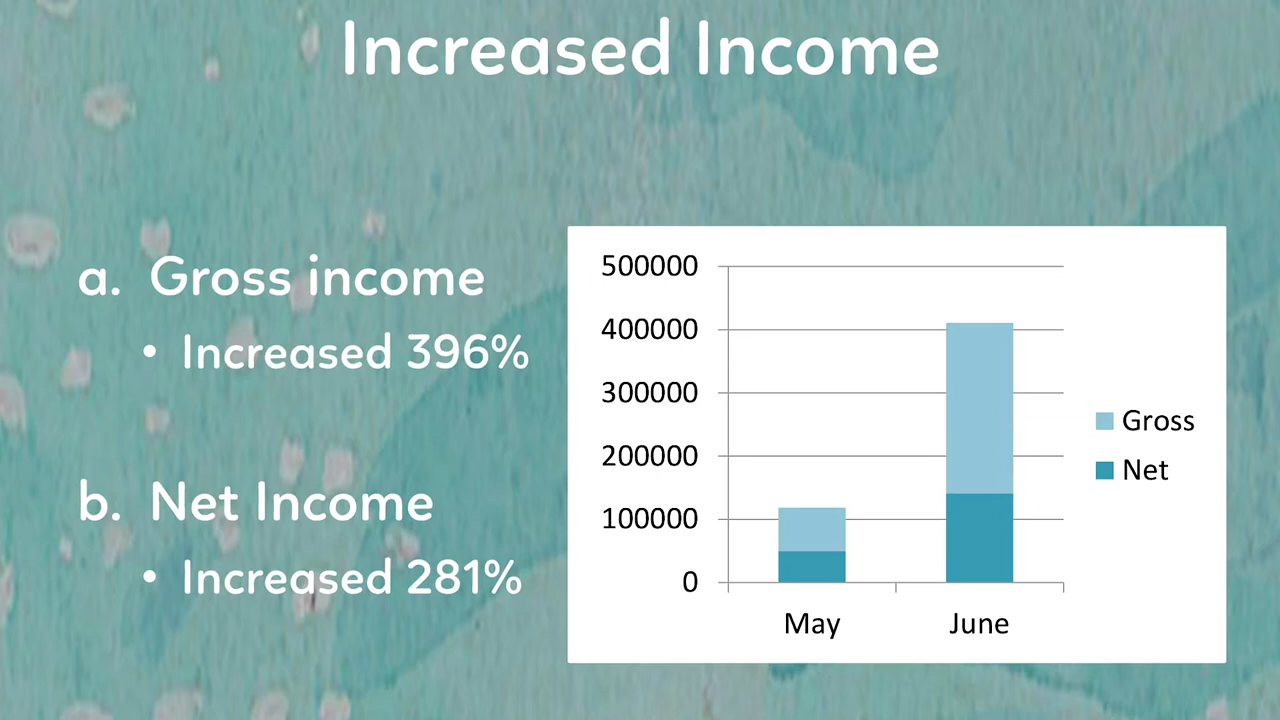 Increased Income
a. Gross income
• Increased 396%
b. Net Income
• Increased 281%
500000
400000
300000
200000
100000
0
May June
Gross
Net